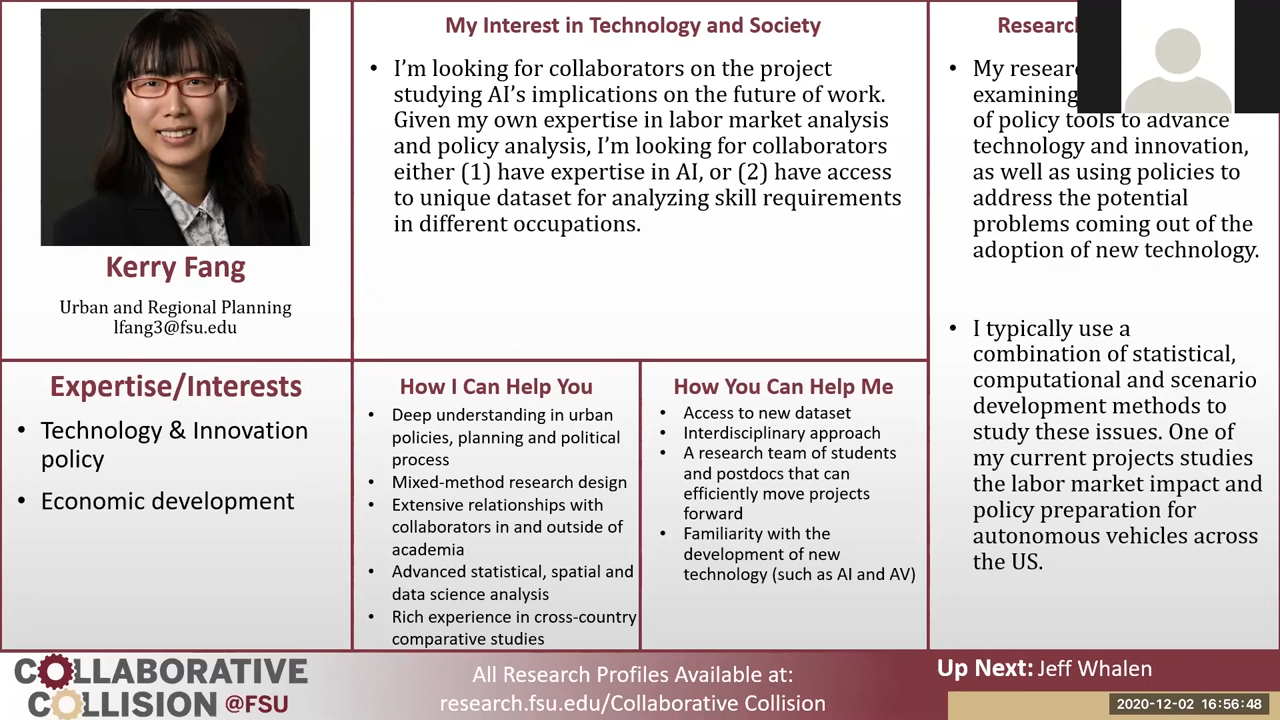 Kerry Fang
Urban and Regional Planning
lfang3@fsu.edu
My Interest in Technology and Society
• I’m looking for collaborators on the project
studying AI’s implications on the future of work.
Given my own expertise in labor market analysis
and policy analysis, I’m looking for collaborators
either (1) have expertise in AI, or (2) have access
to unique dataset for analyzing skill requirements
in different occupations.
Expertise/Interests
• Technology & Innovation
policy
• Economic development
How I Can Help You
• Deep understanding in urban
policies, planning and political
process
• Mixed-method research design
• Extensive relationships with
collaborators in and outside of
academia
• Advanced statistical, spatial and
data science analysis
• Rich experience in cross-country
comparative studies
How You Can Help Me
• Access to new dataset
• Interdisciplinary approach
• A research team of students
and postdocs that can
efficiently move projects
forward
• Familiarity with the
development of new
technology (such as AI and AV)
• My
examining
of policy tools to advance
technology and innovation,
as well as using policies to
address the potential
problems coming out of the
adoption of new technology.
• I typically use a
combination of statistical,
computational and scenario
development methods to
study these issues. One of
my current projects studies
the labor market impact and
policy preparation for
autonomous vehicles across
the US.
COLLABORATIVE
COLLISION @FSU
All Research Profiles Available at:
research.fsu.edu/Collaborative Collision
Up Next: Jeff Whalen
2020-12-02 16:56:48